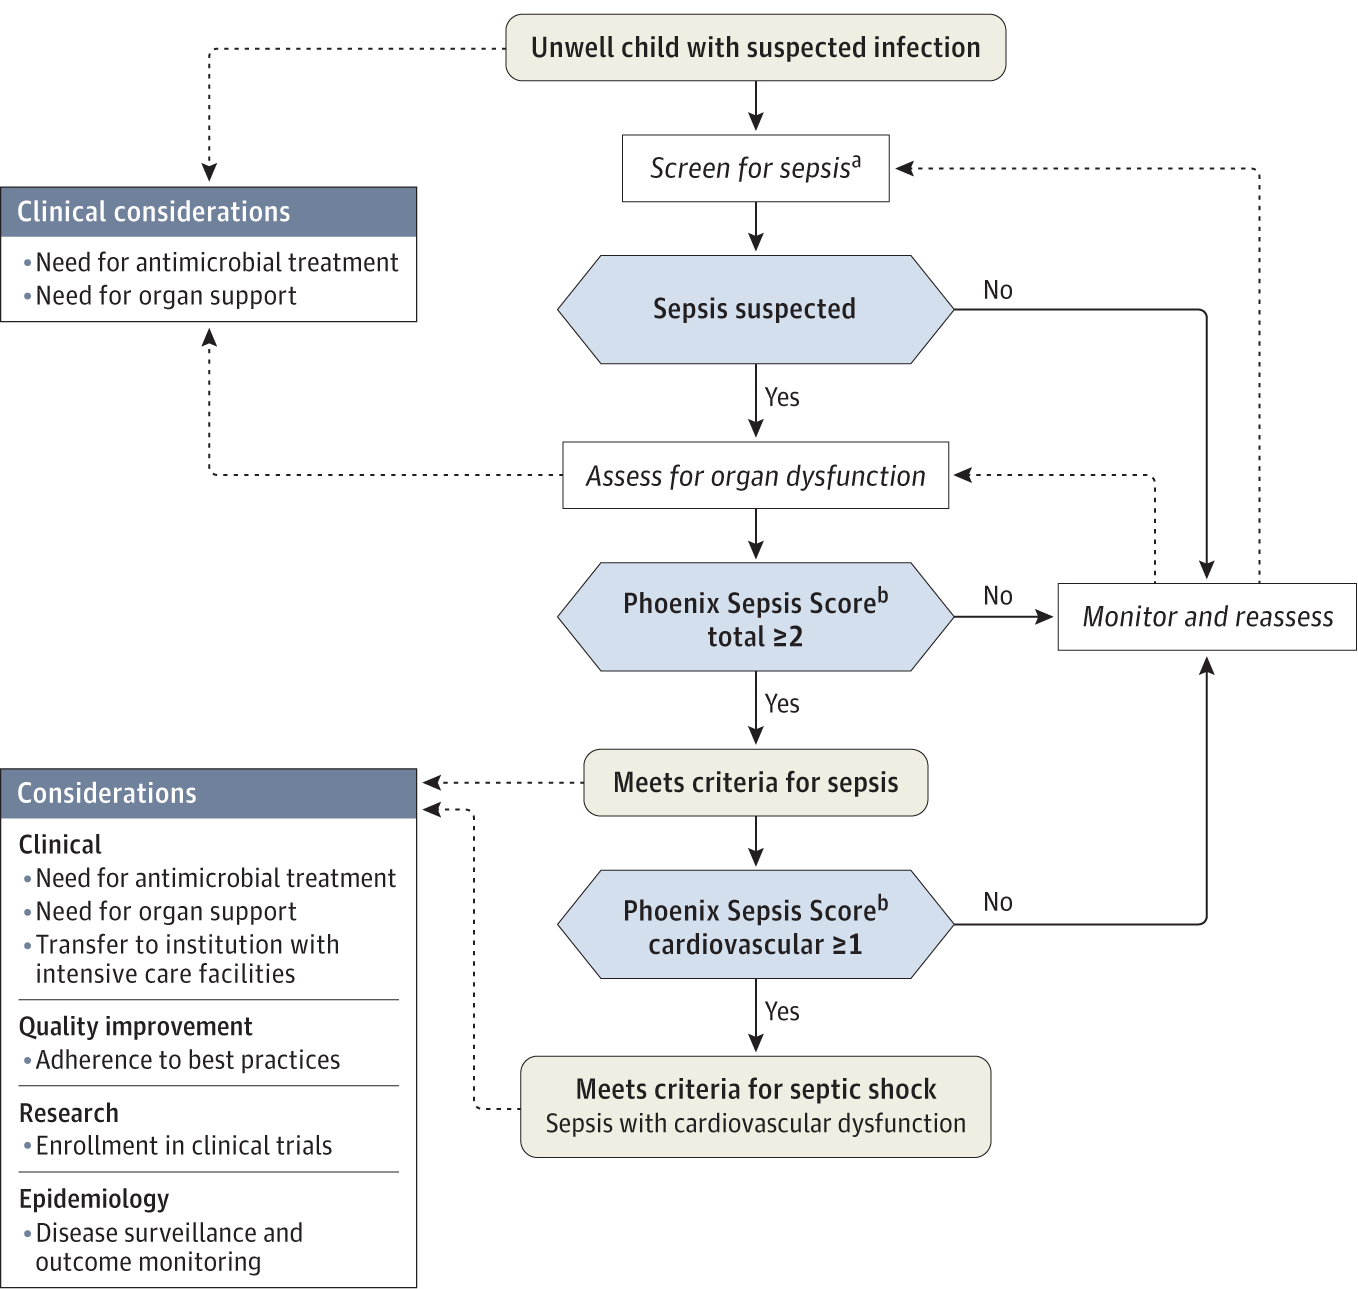 Unwell child with suspected infection
Screen for sepsisᵃ
Clinical considerations
• Need for antimicrobial treatment
• Need for organ support
Sepsis suspected
No
Yes
Assess for organ dysfunction
Phoenix Sepsis Scoreᵇ
total ≥2
No
Monitor and reassess
Yes
Meets criteria for sepsis
Phoenix Sepsis Scoreᵇ
cardiovascular ≥1
No
Yes
Meets criteria for septic shock
Sepsis with cardiovascular dysfunction
Considerations
Clinical
• Need for antimicrobial treatment
• Need for organ support
• Transfer to institution with
intensive care facilities
Quality improvement
• Adherence to best practices
Research
• Enrollment in clinical trials
Epidemiology
• Disease surveillance and
outcome monitoring